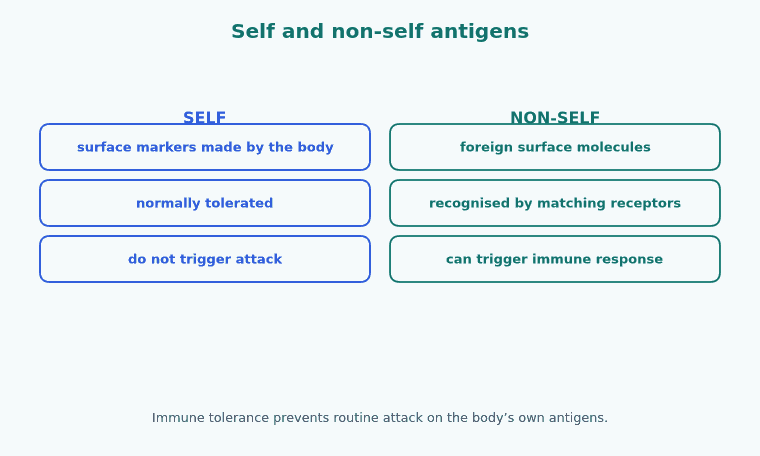 Self and non-self antigens
SELF
surface markers made by the body
normally tolerated
do not trigger attack
NON-SELF
foreign surface molecules
recognised by matching receptors
can trigger immune response
Immune tolerance prevents routine attack on the body’s own antigens.